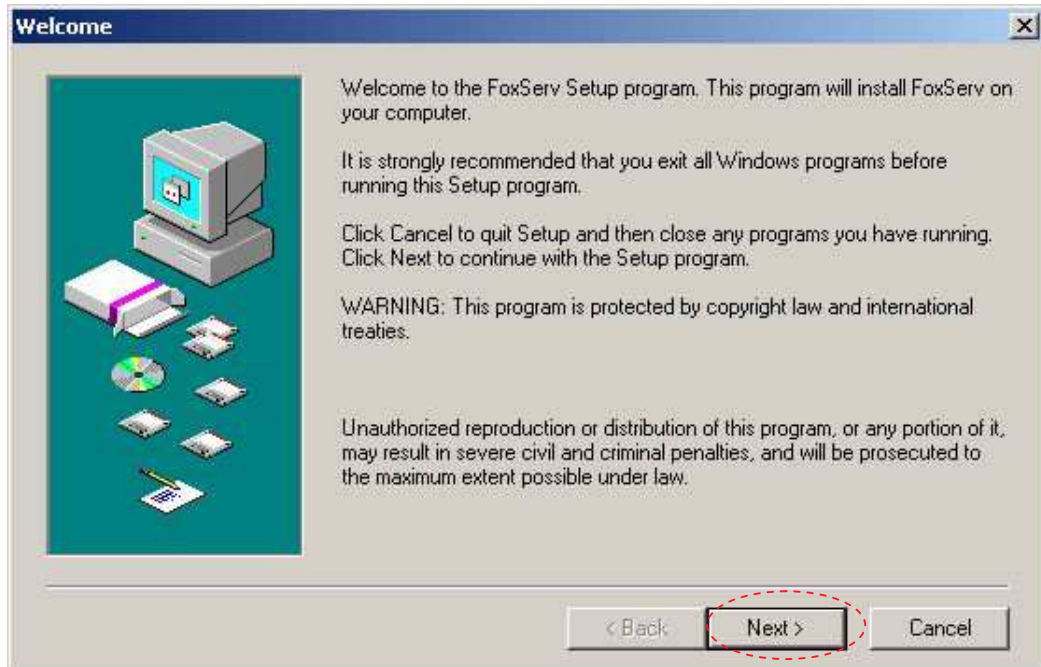 Welcome
Welcome to the FoxServ Setup program. This program will install FoxServ on
your computer.
It is strongly recommended that you exit all Windows programs before
running this Setup program.
Click Cancel to quit Setup and then close any programs you have running.
Click Next to continue with the Setup program.
WARNING: This program is protected by copyright law and international
treaties.
Unauthorized reproduction or distribution of this program, or any portion of it,
may result in severe civil and criminal penalties, and will be prosecuted to
the maximum extent possible under law.
< Back
Next >
Cancel